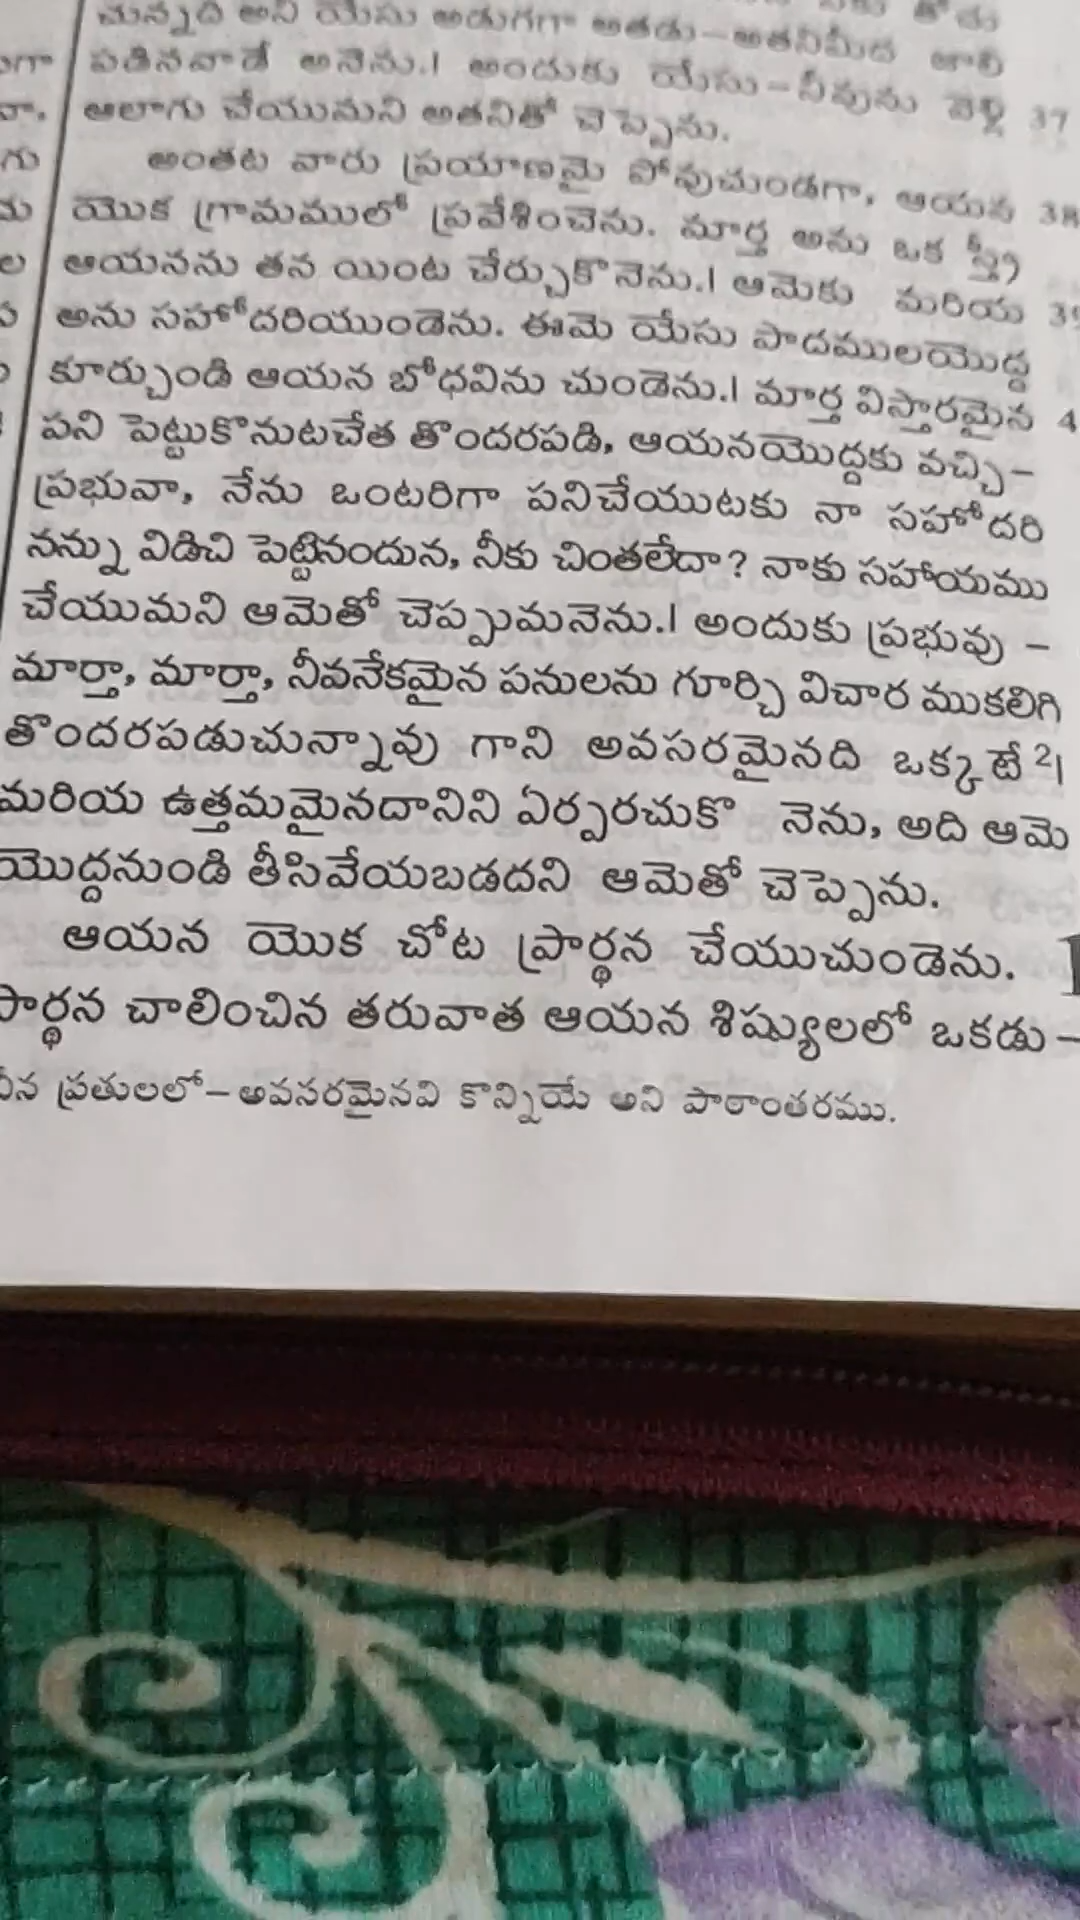 చున్నది అని యేసు అడుగగా అతడు—అతనిమీద జాలి
పడినవాడే అనెను.। అందుకు యేసు—నీవును వెళ్లి 37
ఆలాగు చేయుమని అతనితో చెప్పెను.
అంతట వారు ప్రయాణమై పోవుచుండగా, ఆయన 38
యొక గ్రామములో ప్రవేశించెను. మార్త అను ఒక స్త్రీ
ఆయనను తన యింట చేర్చుకొనెను.। ఆమెకు మరియ
అను సహోదరియుండెను. ఈమె యేసు పాదములయొద్ద
కూర్చుండి ఆయన బోధవిను చుండెను.। మార్త విస్తారమైన
పని పెట్టుకొనుటచేత తొందరపడి, ఆయనయొద్దకు వచ్చి—
ప్రభువా, నేను ఒంటరిగా పనిచేయుటకు నా సహోదరి
నన్ను విడిచి పెట్టినందున, నీకు చింతలేదా? నాకు సహాయము
చేయుమని ఆమెతో చెప్పుమనెను.। అందుకు ప్రభువు —
మార్తా, మార్తా, నీవనేకమైన పనులను గూర్చి విచార ముకలిగి
తొందరపడుచున్నావు గాని అవసరమైనది ఒక్కటే 2।
మరియ ఉత్తమమైనదానిని ఏర్పరచుకొ నెను, అది ఆమె
యొద్దనుండి తీసివేయబడదని ఆమెతో చెప్పెను.
ఆయన యొక చోట ప్రార్థన చేయుచుండెను.
ప్రార్థన చాలించిన తరువాత ఆయన శిష్యులలో ఒకడు—
ప్రతులలో—అవసరమైనవి కొన్నియే అని పాఠాంతరము.